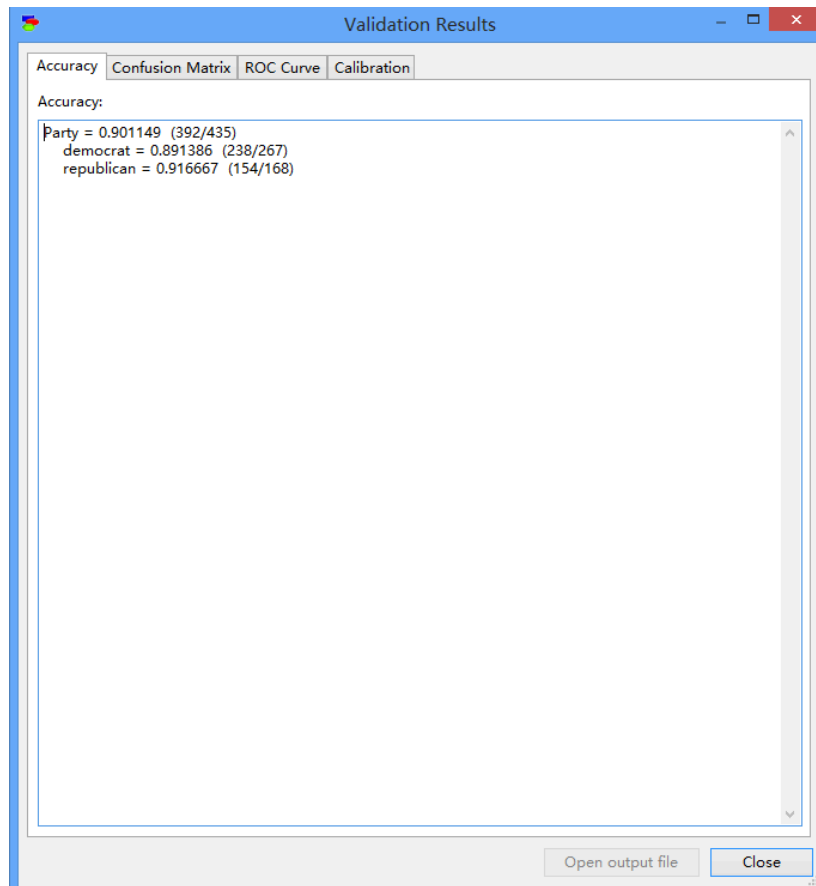 Validation Results
Accuracy Confusion Matrix ROC Curve Calibration
Accuracy:
Party = 0.901149 (392/435)
democrat = 0.891386 (238/267)
republican = 0.916667 (154/168)
Open output file Close